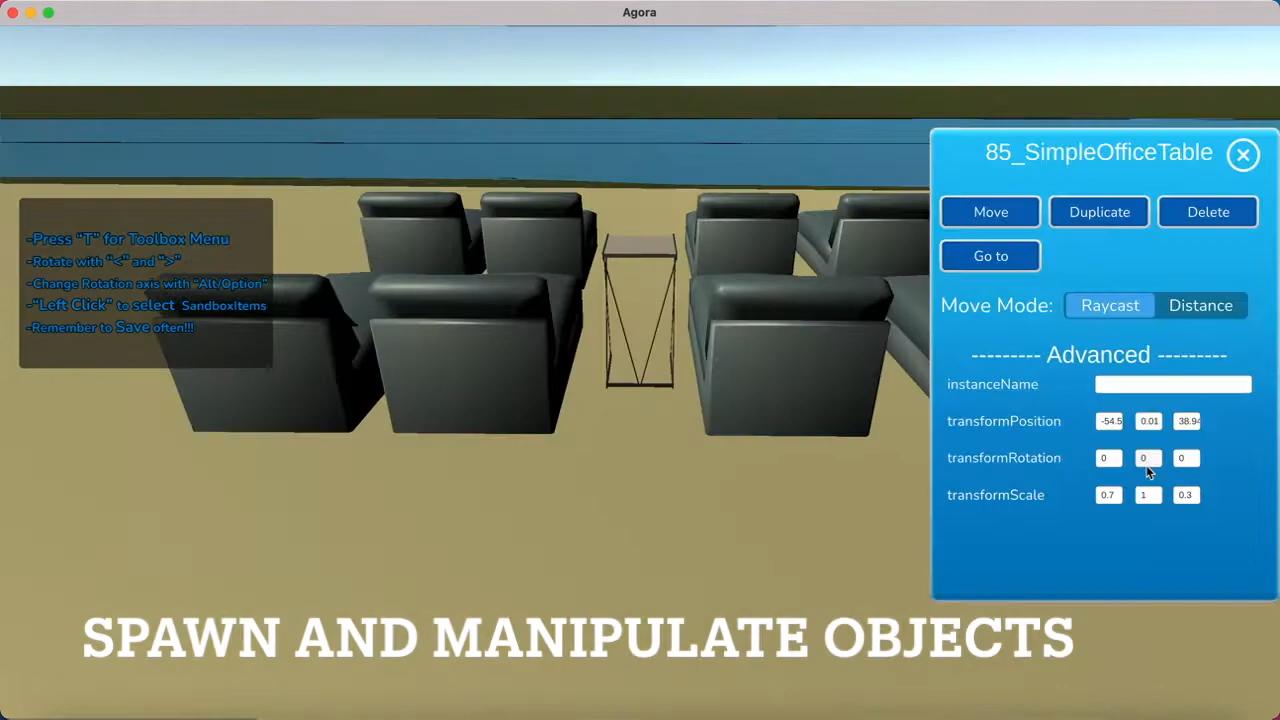 Agora
85_SimpleOfficeTable
Move Duplicate Delete
Go to
Move Mode: Raycast Distance
--------- Advanced ---------
instanceName
transformPosition -54.5 0.01 38.94
transformRotation 0 0 0
transformScale 0.7 1 0.3
-Press "T" for Toolbox Menu
-Rotate with "<" and ">"
-Change Rotation axis with "Alt/Option"
-"Left Click" to select SandboxItems
-Remember to Save often!!!
SPAWN AND MANIPULATE OBJECTS